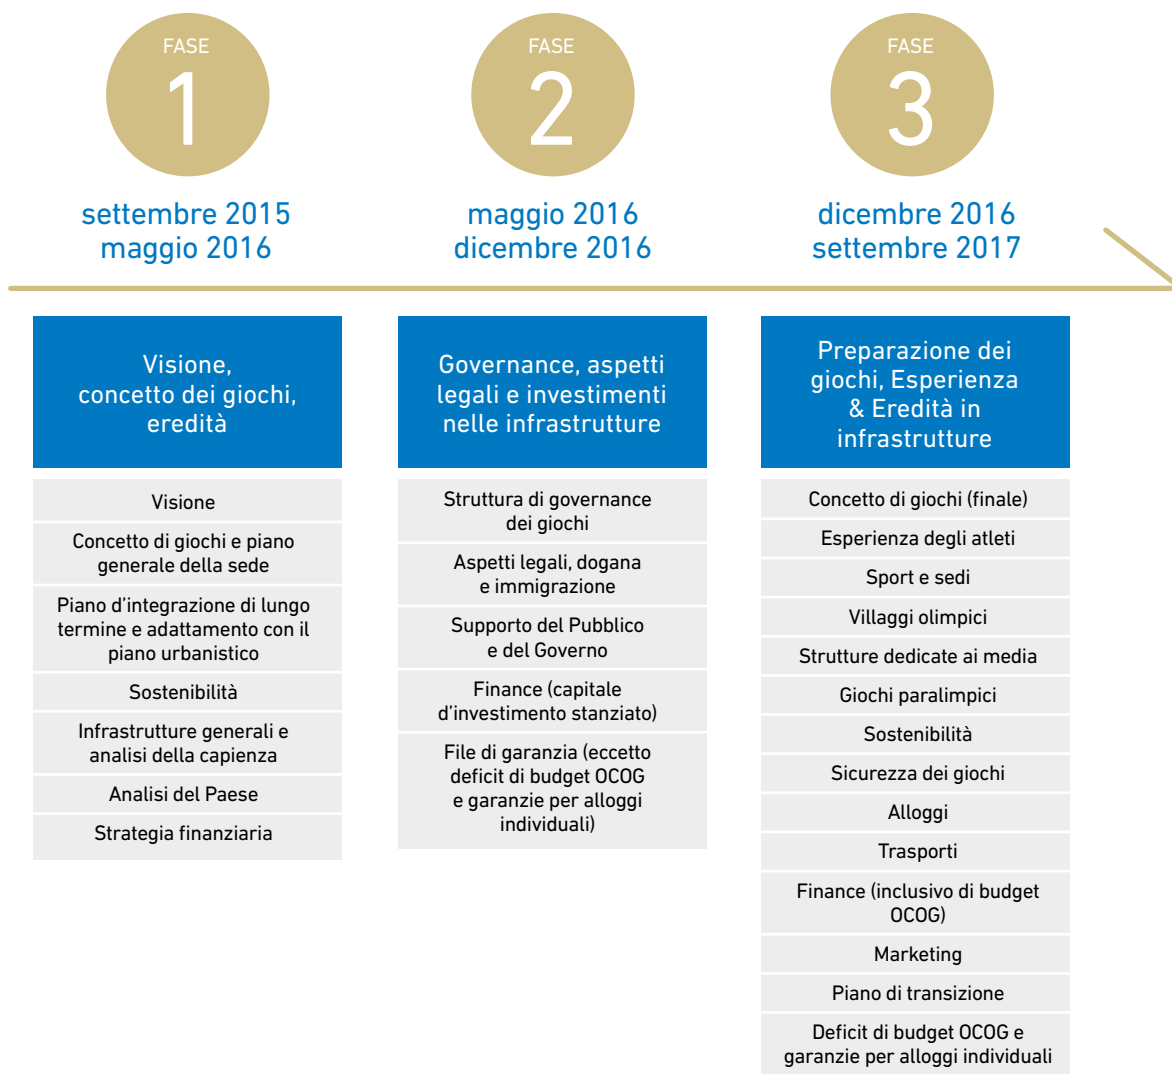 FASE
1
settembre 2015
maggio 2016
Visione,
concetto dei giochi,
eredità
Visione
Concetto di giochi e piano
generale della sede
Piano d'integrazione di lungo
termine e adattamento con il
piano urbanistico
Sostenibilità
Infrastrutture generali e
analisi della capienza
Analisi del Paese
Strategia finanziaria
FASE
2
maggio 2016
dicembre 2016
Governance, aspetti
legali e investimenti
nelle infrastrutture
Struttura di governance
dei giochi
Aspetti legali, dogana
e immigrazione
Supporto del Pubblico
e del Governo
Finance (capitale
d'investimento stanziato)
File di garanzia (eccetto
deficit di budget OCOG
e garanzie per alloggi
individuali)
FASE
3
dicembre 2016
settembre 2017
Preparazione dei
giochi, Esperienza
& Eredità in
infrastrutture
Concetto di giochi (finale)
Esperienza degli atleti
Sport e sedi
Villaggi olimpici
Strutture dedicate ai media
Giochi paralimpici
Sostenibilità
Sicurezza dei giochi
Alloggi
Trasporti
Finance (inclusivo di budget
OCOG)
Marketing
Piano di transizione
Deficit di budget OCOG e
garanzie per alloggi individuali